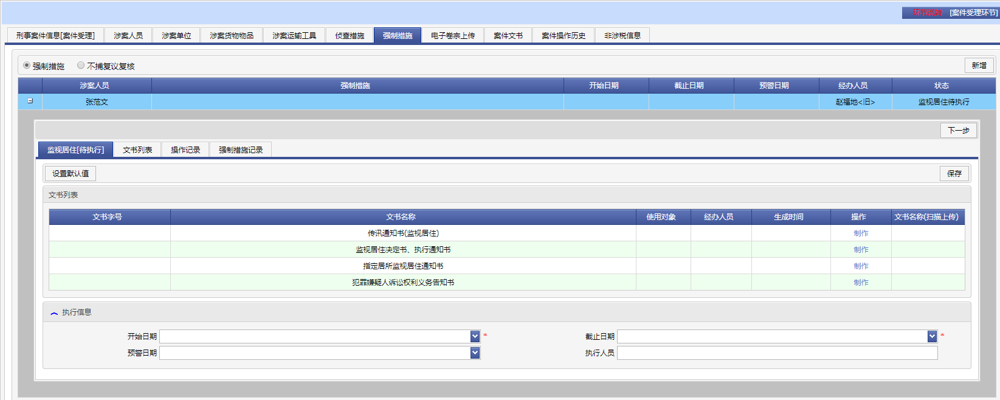 环节流转 [案件受理环节]
刑事案件信息[案件受理] 涉案人员 涉案单位 涉案货物物品 涉案运输工具 侦查措施 强制措施 电子卷宗上传 案件文书 案件操作历史 非涉税信息
强制措施 不捕复议复核 新增
涉案人员 强制措施 开始日期 截止日期 预警日期 经办人员 状态
张范文 赵福地<旧> 监视居住待执行
下一步
监视居住[待执行] 文书列表 操作记录 强制措施记录
设置默认值 保存
文书列表
文书字号 文书名称 使用对象 经办人员 生成时间 操作 文书名称(扫描上传)
传讯通知书(监视居住) 制作
监视居住决定书、执行通知书 制作
指定居所监视居住通知书 制作
犯罪嫌疑人诉讼权利义务告知书 制作
执行信息
开始日期 * 截止日期 *
预警日期 执行人员